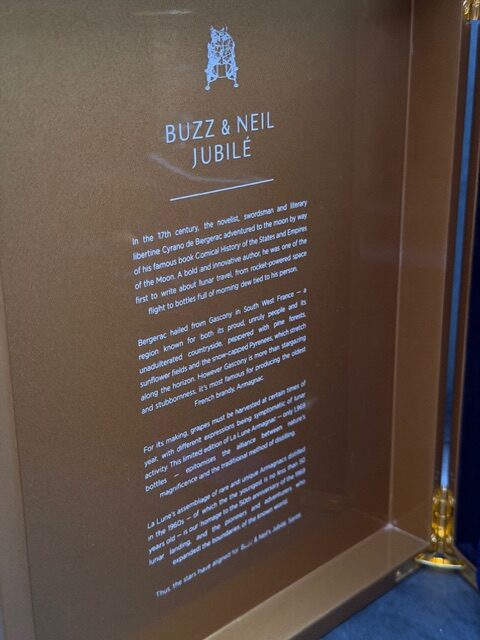 BUZZ & NEIL
JUBILÉ
In the 17th century, the novelist, swordsman and literary
libertine Cyrano de Bergerac adventured to the moon by way
of his famous book Comical History of the States and Empires
of the Moon. A bold and innovative author, he was one of the
first to write about lunar travel, from rocket-powered space
flight to bottles full of morning dew tied to his person.
Bergerac hailed from Gascony in South West France – a
region known for both its proud, unruly people and its
unadulterated countryside, peppered with pine forests,
sunflower fields and the snow-capped Pyrenees, which stretch
along the horizon. However Gascony is more than stargazing
and stubbornness, it's most famous for producing the oldest
French brandy, Armagnac.
For its making, grapes must be harvested at certain times of
year, with different expressions being symptomatic of lunar
activity. This limited edition of La Lune Armagnac – only 1,969
bottles – epitomises the alliance between nature's
magnificence and the traditional method of distilling.
La Lune's assemblage of rare and unique Armagnacs distilled
in the 1960s – of which the the youngest is no less than 50
years old – is our homage to the 50th anniversary of the 1969
lunar landing, and the pioneers and adventurers who
expanded the boundaries of the known world.
Thus, the stars have aligned for Buzz & Neil's Jubilé. Santé.